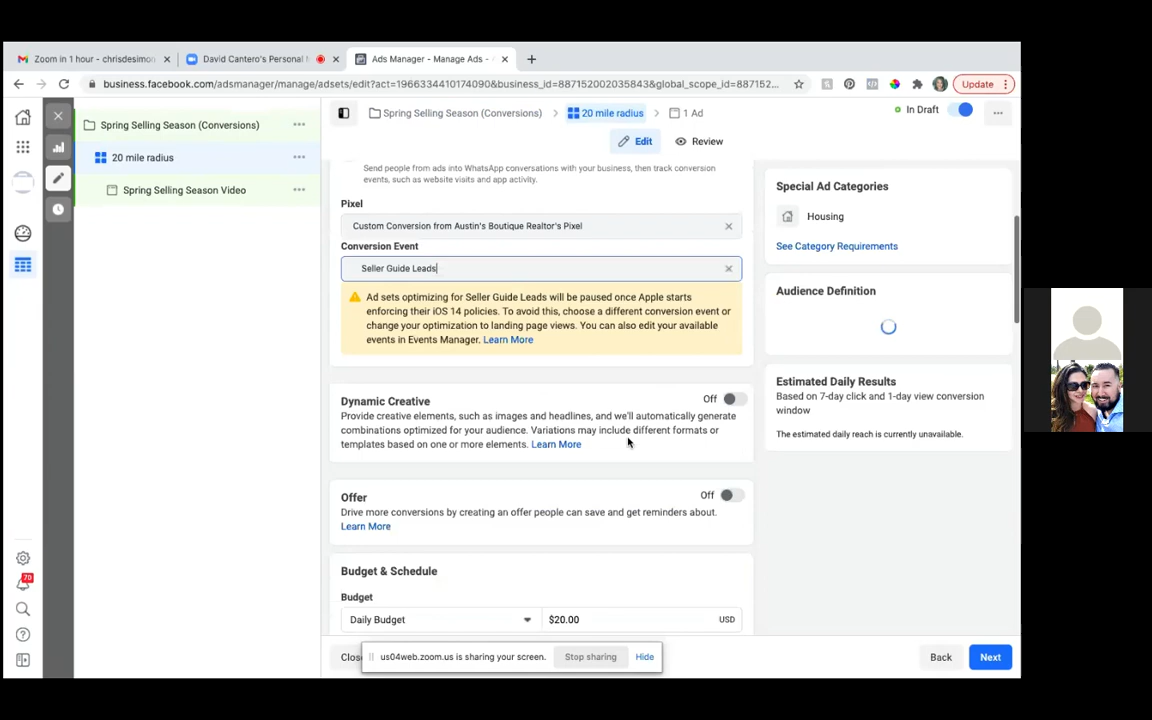 Zoom in 1 hour - chrisdesimon
David Cantero's Personal
Ads Manager - Manage Ads -
business.facebook.com/adsmanager/manage/adsets/edit?act=1966334410174090&business_id=887152002035843&global_scope_id=887152...
Update
Spring Selling Season (Conversions)
20 mile radius
Spring Selling Season Video
Spring Selling Season (Conversions)
20 mile radius
1 Ad
In Draft
Edit
Review
Send people from ads into WhatsApp conversations with your business, then track conversion
events, such as website visits and app activity.
Pixel
Custom Conversion from Austin's Boutique Realtor's Pixel
Conversion Event
Seller Guide Leads
Ad sets optimizing for Seller Guide Leads will be paused once Apple starts
enforcing their iOS 14 policies. To avoid this, choose a different conversion event or
change your optimization to landing page views. You can also edit your available
events in Events Manager. Learn More
Dynamic Creative
Off
Provide creative elements, such as images and headlines, and we'll automatically generate
combinations optimized for your audience. Variations may include different formats or
templates based on one or more elements. Learn More
Offer
Off
Drive more conversions by creating an offer people can save and get reminders about.
Learn More
Budget & Schedule
Budget
Daily Budget
$20.00
USD
Special Ad Categories
Housing
See Category Requirements
Audience Definition
Estimated Daily Results
Based on 7-day click and 1-day view conversion
window
The estimated daily reach is currently unavailable.
70
Clos
us04web.zoom.us is sharing your screen.
Stop sharing
Hide
Back
Next